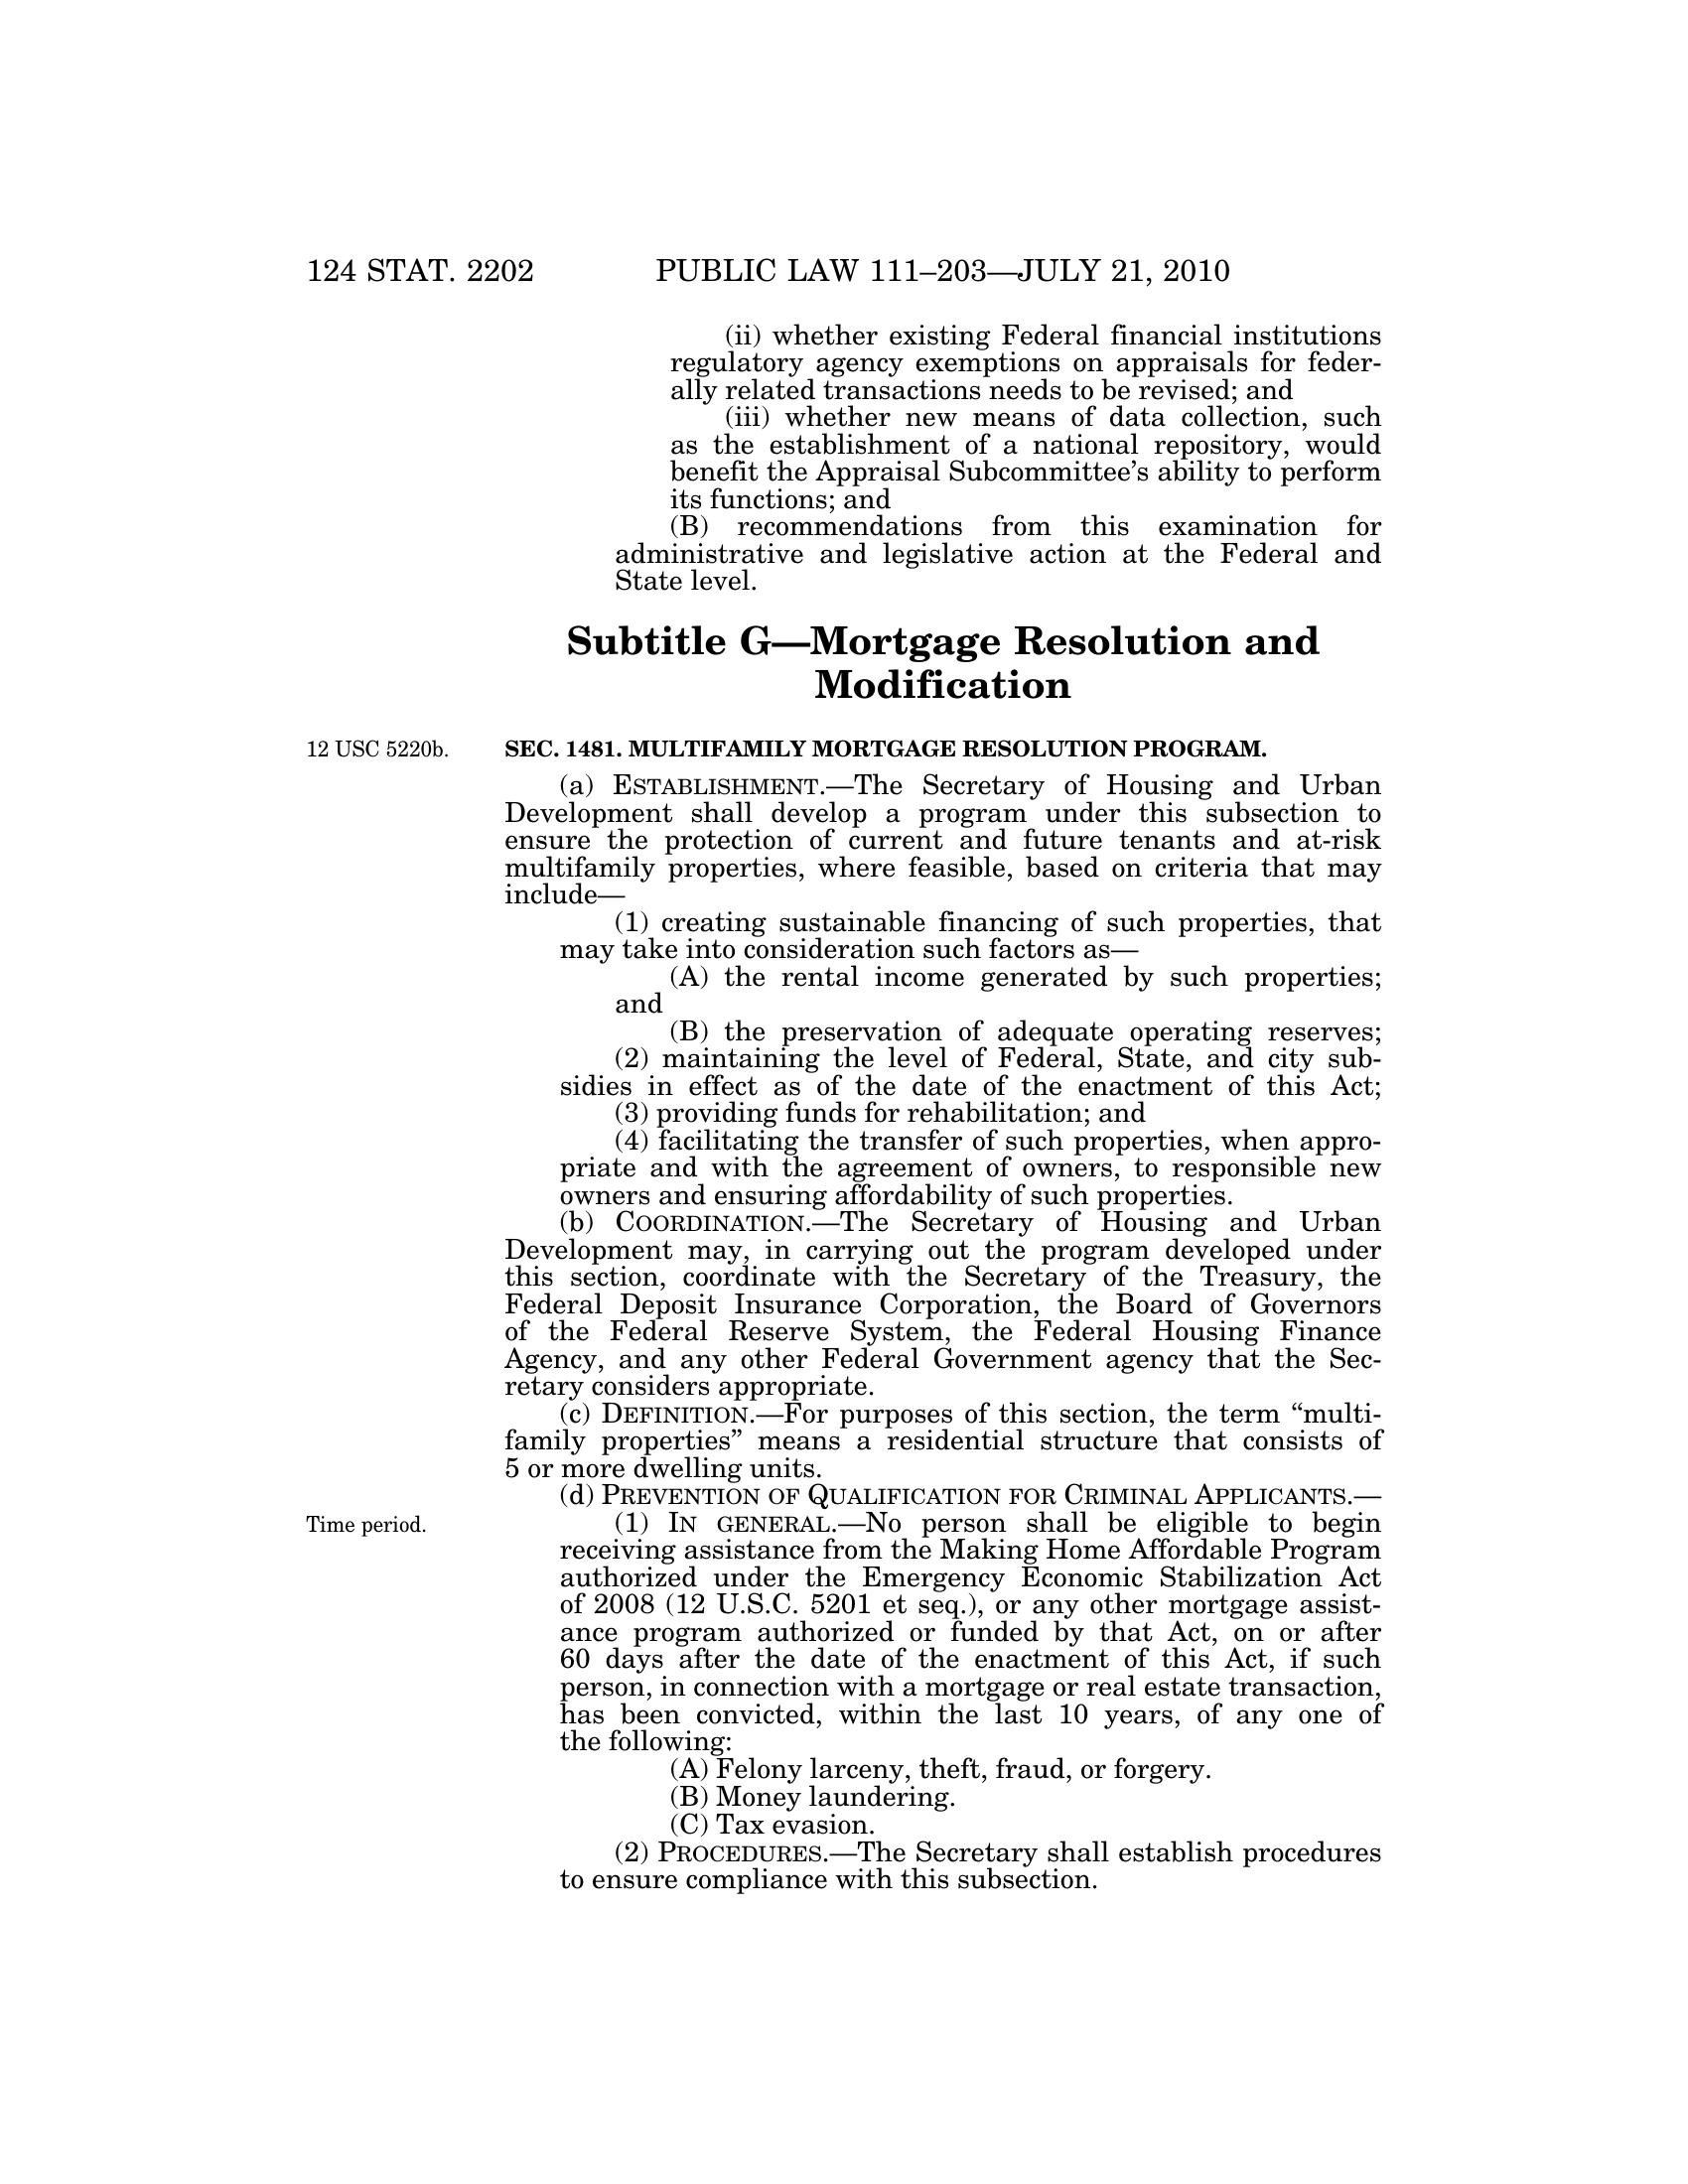 124 STAT. 2202 PUBLIC LAW 111–203—JULY 21, 2010
(ii) whether existing Federal financial institutions
regulatory agency exemptions on appraisals for feder-
ally related transactions needs to be revised; and
(iii) whether new means of data collection, such
as the establishment of a national repository, would
benefit the Appraisal Subcommittee’s ability to perform
its functions; and
(B) recommendations from this examination for
administrative and legislative action at the Federal and
State level.
Subtitle G—Mortgage Resolution and
Modification
12 USC 5220b.
SEC. 1481. MULTIFAMILY MORTGAGE RESOLUTION PROGRAM.
(a) ESTABLISHMENT.—The Secretary of Housing and Urban
Development shall develop a program under this subsection to
ensure the protection of current and future tenants and at-risk
multifamily properties, where feasible, based on criteria that may
include—
(1) creating sustainable financing of such properties, that
may take into consideration such factors as—
(A) the rental income generated by such properties;
and
(B) the preservation of adequate operating reserves;
(2) maintaining the level of Federal, State, and city sub-
sidies in effect as of the date of the enactment of this Act;
(3) providing funds for rehabilitation; and
(4) facilitating the transfer of such properties, when appro-
priate and with the agreement of owners, to responsible new
owners and ensuring affordability of such properties.
(b) COORDINATION.—The Secretary of Housing and Urban
Development may, in carrying out the program developed under
this section, coordinate with the Secretary of the Treasury, the
Federal Deposit Insurance Corporation, the Board of Governors
of the Federal Reserve System, the Federal Housing Finance
Agency, and any other Federal Government agency that the Sec-
retary considers appropriate.
(c) DEFINITION.—For purposes of this section, the term “multi-
family properties” means a residential structure that consists of
5 or more dwelling units.
(d) PREVENTION OF QUALIFICATION FOR CRIMINAL APPLICANTS.—
Time period.
(1) IN GENERAL.—No person shall be eligible to begin
receiving assistance from the Making Home Affordable Program
authorized under the Emergency Economic Stabilization Act
of 2008 (12 U.S.C. 5201 et seq.), or any other mortgage assist-
ance program authorized or funded by that Act, on or after
60 days after the date of the enactment of this Act, if such
person, in connection with a mortgage or real estate transaction,
has been convicted, within the last 10 years, of any one of
the following:
(A) Felony larceny, theft, fraud, or forgery.
(B) Money laundering.
(C) Tax evasion.
(2) PROCEDURES.—The Secretary shall establish procedures
to ensure compliance with this subsection.